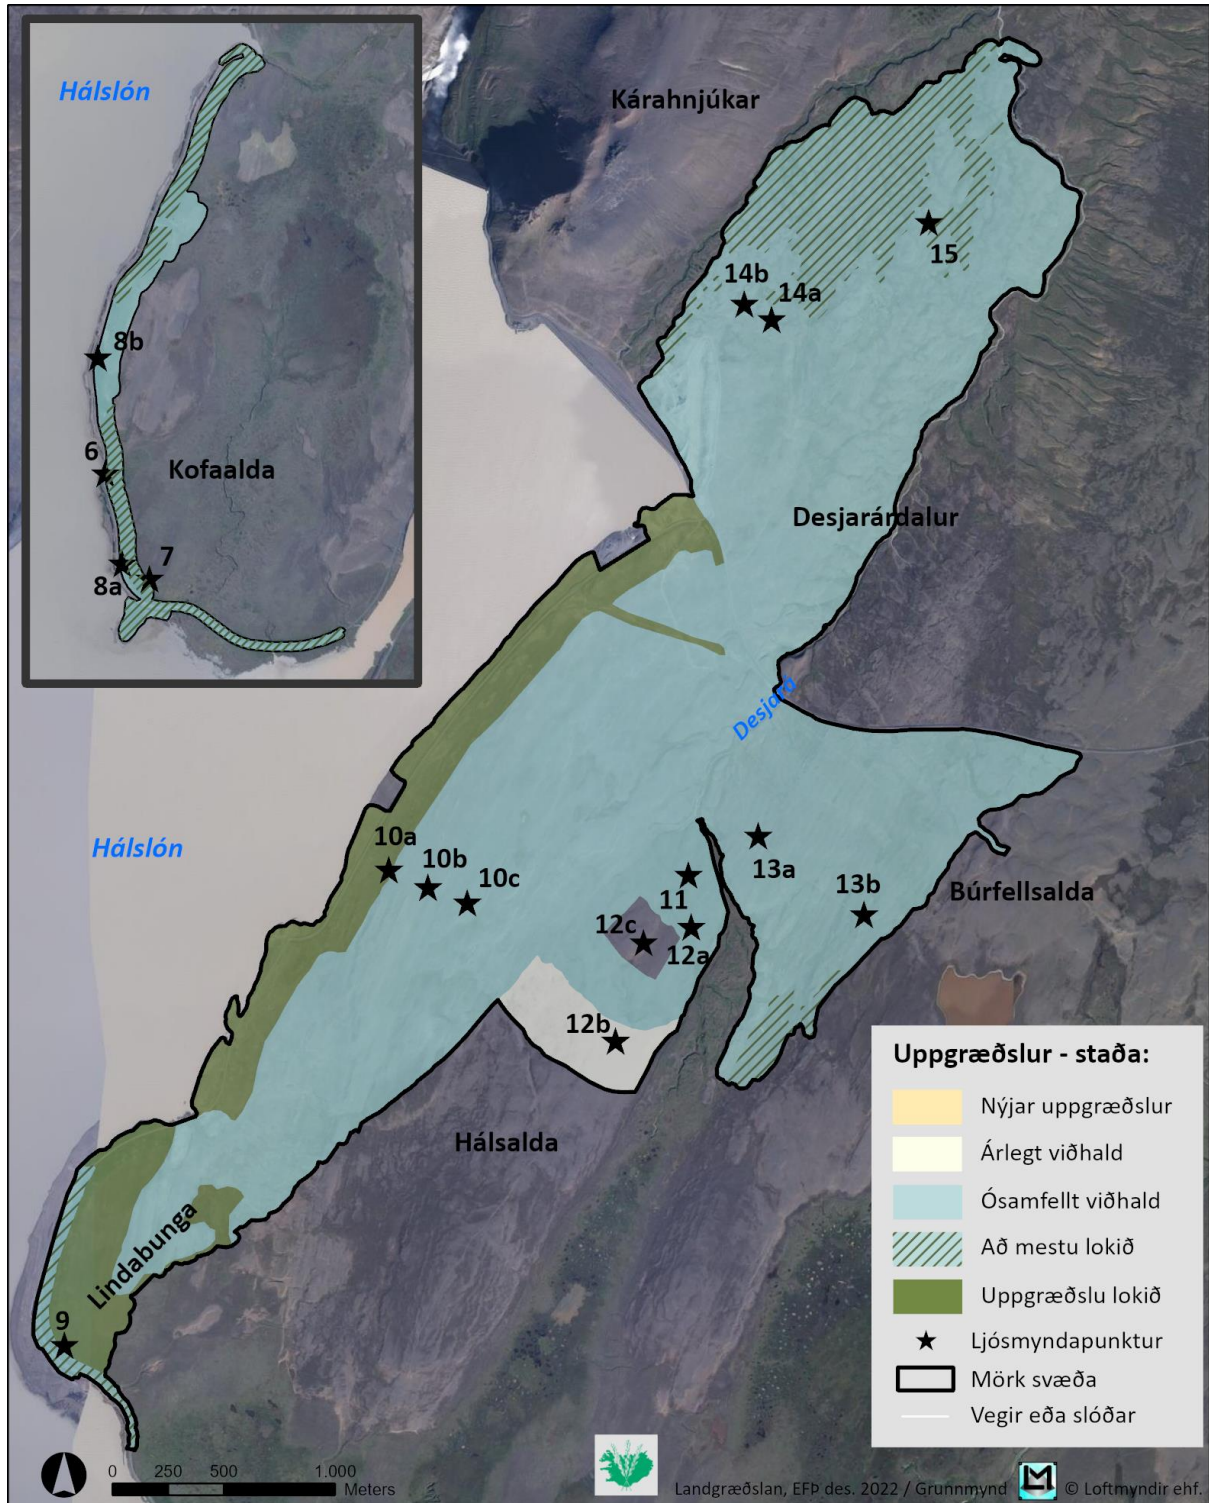 Hálslón
8b
6
Kofaalda
7
8a
Kárahnjúkar
15
14b
14a
Desjarárdalur
Desjará
Hálslón
10a
10b
10c
11
12c
12a
12b
13a
13b
Búrfellsalda
Hálsalda
Lindabunga
9
Uppgræðslur - staða:
Nýjar uppgræðslur
Árlegt viðhald
Ósamfellt viðhald
Að mestu lokið
Uppgræðslu lokið
Ljósmyndapunktur
Mörk svæða
Vegir eða slóðar
0 250 500 1.000
Meters
Landgræðslan, EFÞ des. 2022 / Grunnmynd © Loftmyndir ehf.